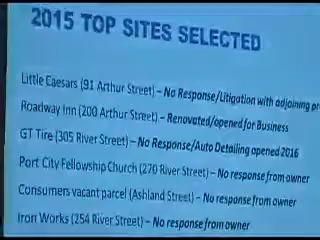 2015 TOP SITES SELECTED
Little Caesars (91 Arthur Street) – No Response/Litigation with adjoining
Roadway Inn (200 Arthur Street) – Renovated/opened for Business
GT Tire (305 River Street) – No Response/Auto Detailing opened 2016
Port City Fellowship Church (270 River Street) – No response from owner
Consumers vacant parcel (Ashland Street) – No response from owner
Iron Works (254 River Street) – No response from owner